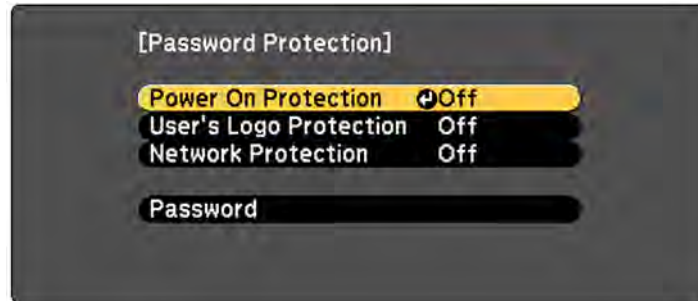 [Password Protection]
Power On Protection Off
User's Logo Protection Off
Network Protection Off
Password